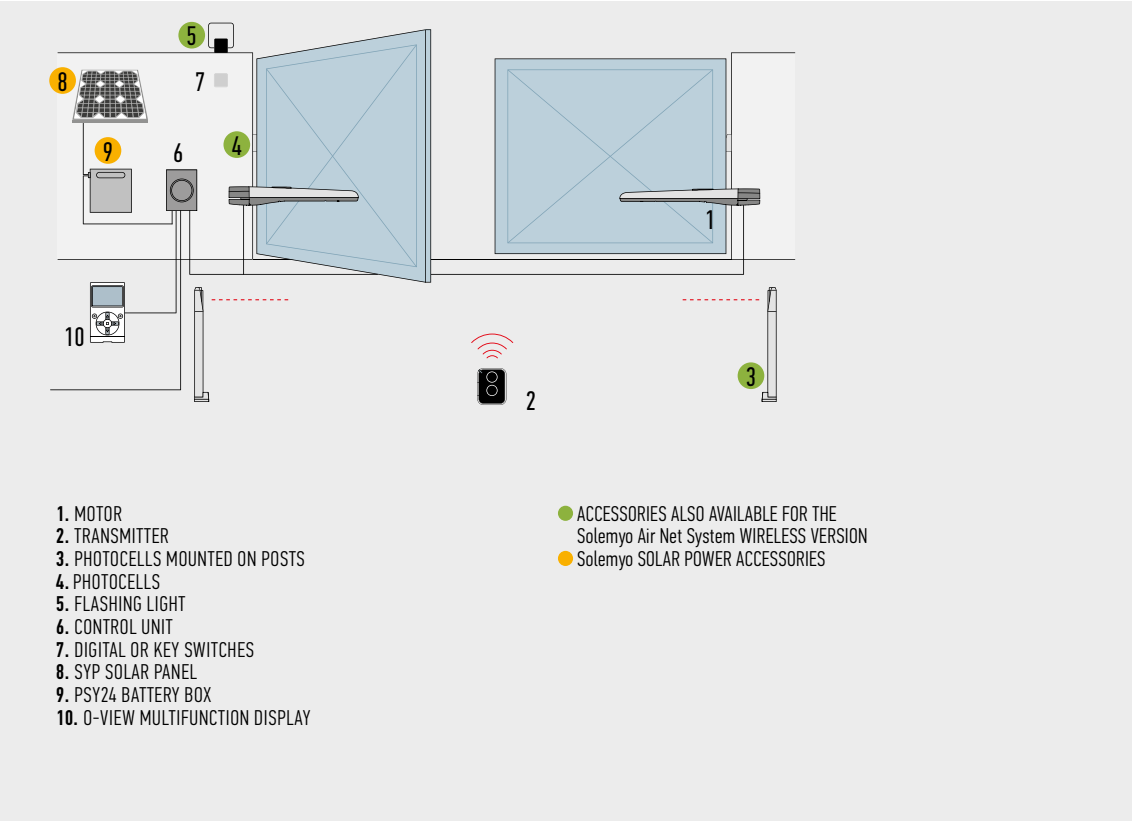 5
8
7
9
6
4
1
10
3
2
1. MOTOR
2. TRANSMITTER
3. PHOTOCELLS MOUNTED ON POSTS
4. PHOTOCELLS
5. FLASHING LIGHT
6. CONTROL UNIT
7. DIGITAL OR KEY SWITCHES
8. SYP SOLAR PANEL
9. PSY24 BATTERY BOX
10. O-VIEW MULTIFUNCTION DISPLAY
ACCESSORIES ALSO AVAILABLE FOR THE
Solemyo Air Net System WIRELESS VERSION
Solemyo SOLAR POWER ACCESSORIES